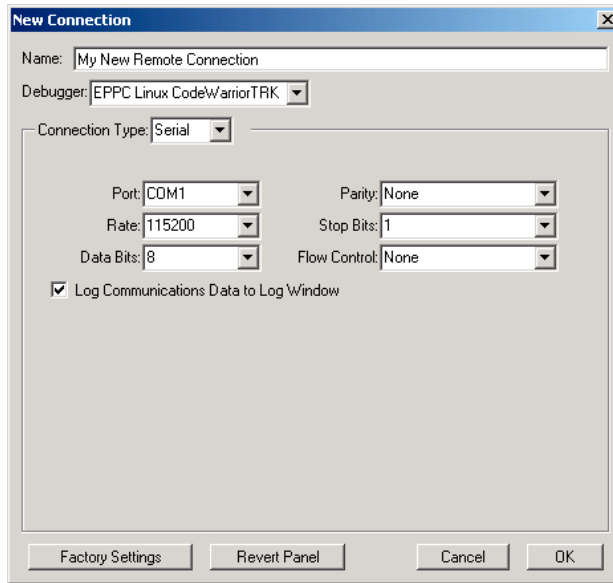 New Connection
Name: My New Remote Connection
Debugger: EPPC Linux CodeWarriorTRK
Connection Type: Serial
Port: COM1 Parity: None
Rate: 115200 Stop Bits: 1
Data Bits: 8 Flow Control: None
Log Communications Data to Log Window
Factory Settings Revert Panel Cancel OK